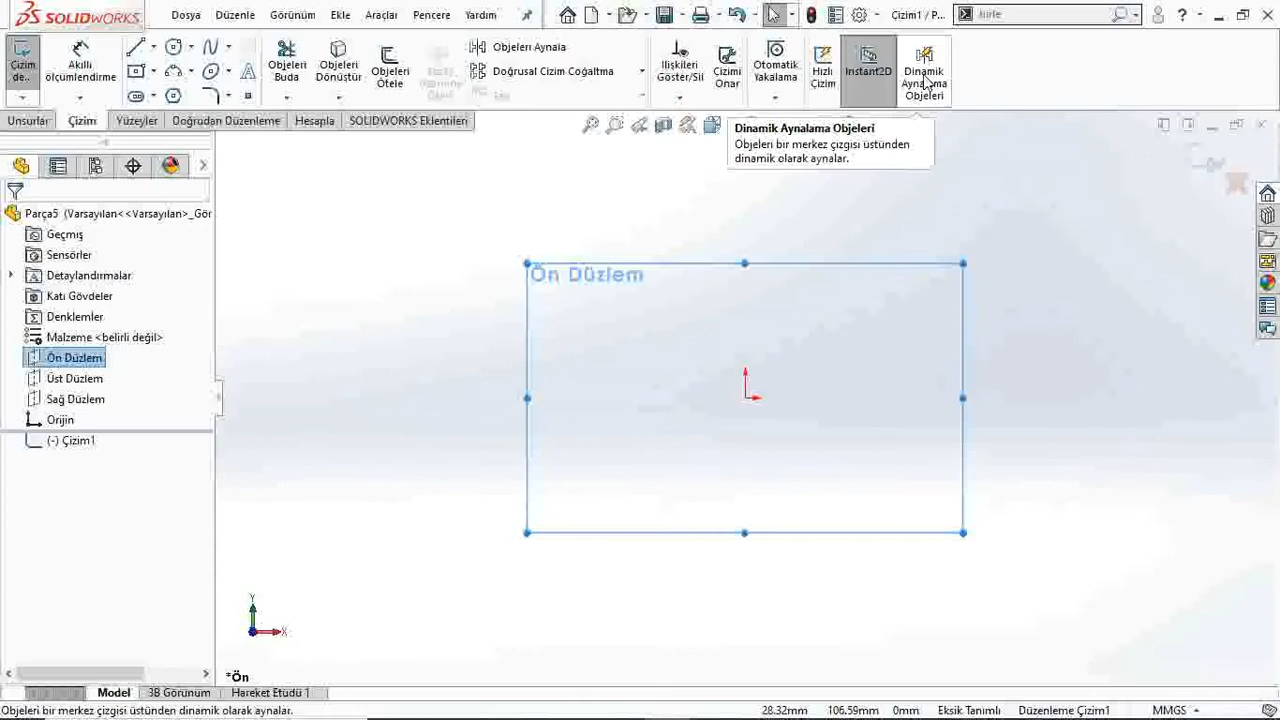 SOLIDWORKS
Dosya Düzenle Görünüm Ekle Araçlar Pencere Yardım
Çizim1 / P...
Çizim de..
Akıllı ölçümlendirme
Objeleri Buda
Objeleri Dönüştür
Objeleri Ötele
Objeleri Aynala
Doğrusal Çizim Çoğaltma
İlişkileri Göster/Sil
Çizimi Onar
Otomatik Yakalama
Hızlı Çizim
Instant2D
Dinamik Aynalama Objeleri
Unsurlar Çizim Yüzeyler Doğrudan Düzenleme Hesapla SOLIDWORKS Eklentileri
Dinamik Aynalama Objeleri
Objeleri bir merkez çizgisi üstünden
dinamik olarak aynalar.
Parça5 (Varsayılan<<Varsayılan>_Gör
Geçmiş
Sensörler
Detaylandırmalar
Katı Gövdeler
Denklemler
Malzeme <belirli değil>
Ön Düzlem
Üst Düzlem
Sağ Düzlem
Orijin
(-) Çizim1
Ön Düzlem
Y
X
*Ön
Model 3B Görünüm Hareket Etüdü 1
Objeleri bir merkez çizgisi üstünden dinamik olarak aynalar. 28.32mm 106.59mm 0mm Eksik Tanımlı Düzenleme Çizim1 MMGS